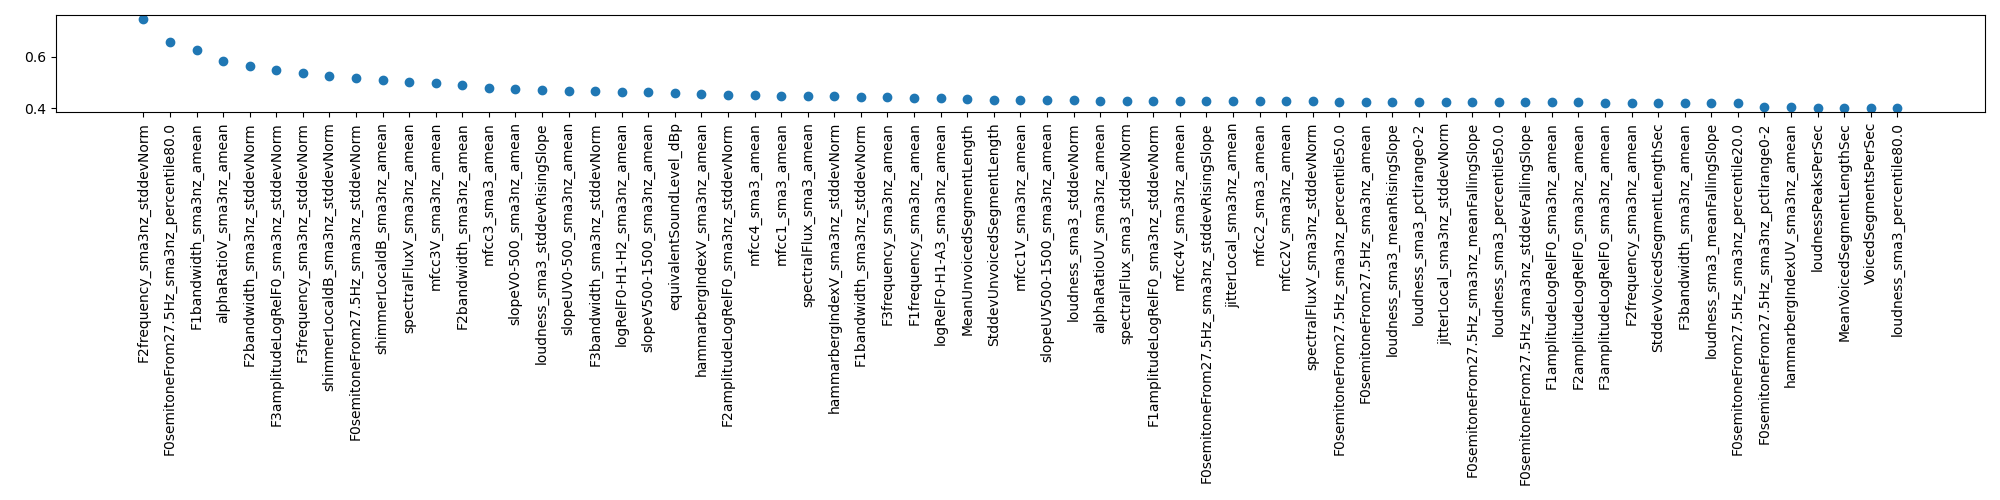 0.6
0.4
F2frequency_sma3nz_stddevNorm
F0semitoneFrom27.5Hz_sma3nz_percentile80.0
F1bandwidth_sma3nz_amean
alphaRatioV_sma3nz_amean
F2bandwidth_sma3nz_stddevNorm
F3amplitudeLogRelF0_sma3nz_stddevNorm
F3frequency_sma3nz_stddevNorm
shimmerLocaldB_sma3nz_stddevNorm
F0semitoneFrom27.5Hz_sma3nz_stddevNorm
shimmerLocaldB_sma3nz_amean
spectralFluxV_sma3nz_amean
mfcc3V_sma3nz_amean
F2bandwidth_sma3nz_amean
mfcc3_sma3_amean
slopeV0-500_sma3nz_amean
loudness_sma3_stddevRisingSlope
slopeUV0-500_sma3nz_amean
F3bandwidth_sma3nz_stddevNorm
logRelF0-H1-H2_sma3nz_amean
slopeV500-1500_sma3nz_amean
equivalentSoundLevel_dBp
hammarbergIndexV_sma3nz_amean
F2amplitudeLogRelF0_sma3nz_stddevNorm
mfcc4_sma3_amean
mfcc1_sma3_amean
spectralFlux_sma3_amean
hammarbergIndexV_sma3nz_stddevNorm
F1bandwidth_sma3nz_stddevNorm
F3frequency_sma3nz_amean
F1frequency_sma3nz_amean
logRelF0-H1-A3_sma3nz_amean
MeanUnvoicedSegmentLength
StddevUnvoicedSegmentLength
mfcc1V_sma3nz_amean
slopeUV500-1500_sma3nz_amean
loudness_sma3_stddevNorm
alphaRatioUV_sma3nz_amean
spectralFlux_sma3_stddevNorm
F1amplitudeLogRelF0_sma3nz_stddevNorm
mfcc4V_sma3nz_amean
F0semitoneFrom27.5Hz_sma3nz_stddevRisingSlope
jitterLocal_sma3nz_amean
mfcc2_sma3_amean
mfcc2V_sma3nz_amean
spectralFluxV_sma3nz_stddevNorm
F0semitoneFrom27.5Hz_sma3nz_percentile50.0
F0semitoneFrom27.5Hz_sma3nz_amean
loudness_sma3_meanRisingSlope
loudness_sma3_pctlrange0-2
jitterLocal_sma3nz_stddevNorm
F0semitoneFrom27.5Hz_sma3nz_meanFallingSlope
loudness_sma3_percentile50.0
F0semitoneFrom27.5Hz_sma3nz_stddevFallingSlope
F1amplitudeLogRelF0_sma3nz_amean
F2amplitudeLogRelF0_sma3nz_amean
F3amplitudeLogRelF0_sma3nz_amean
F2frequency_sma3nz_amean
StddevVoicedSegmentLengthSec
F3bandwidth_sma3nz_amean
loudness_sma3_meanFallingSlope
F0semitoneFrom27.5Hz_sma3nz_percentile20.0
F0semitoneFrom27.5Hz_sma3nz_pctlrange0-2
hammarbergIndexUV_sma3nz_amean
loudnessPeaksPerSec
MeanVoicedSegmentLengthSec
VoicedSegmentsPerSec
loudness_sma3_percentile80.0